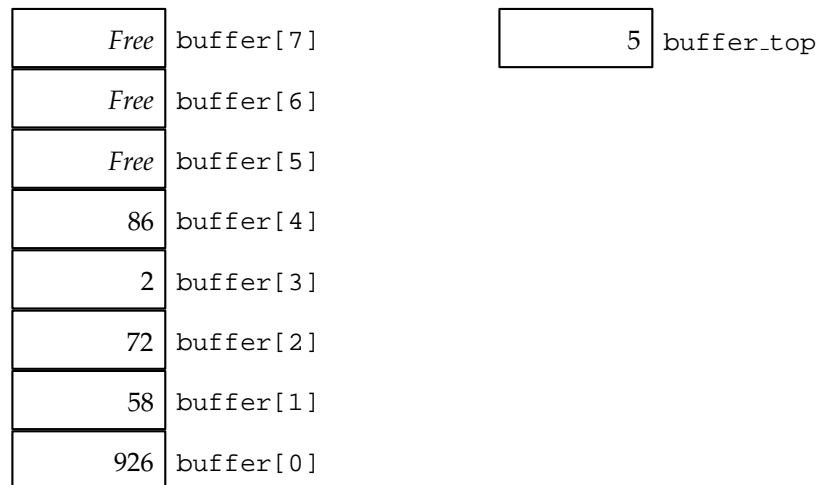 Free buffer[7] 5 buffer_top
Free buffer[6]
Free buffer[5]
86 buffer[4]
2 buffer[3]
72 buffer[2]
58 buffer[1]
926 buffer[0]